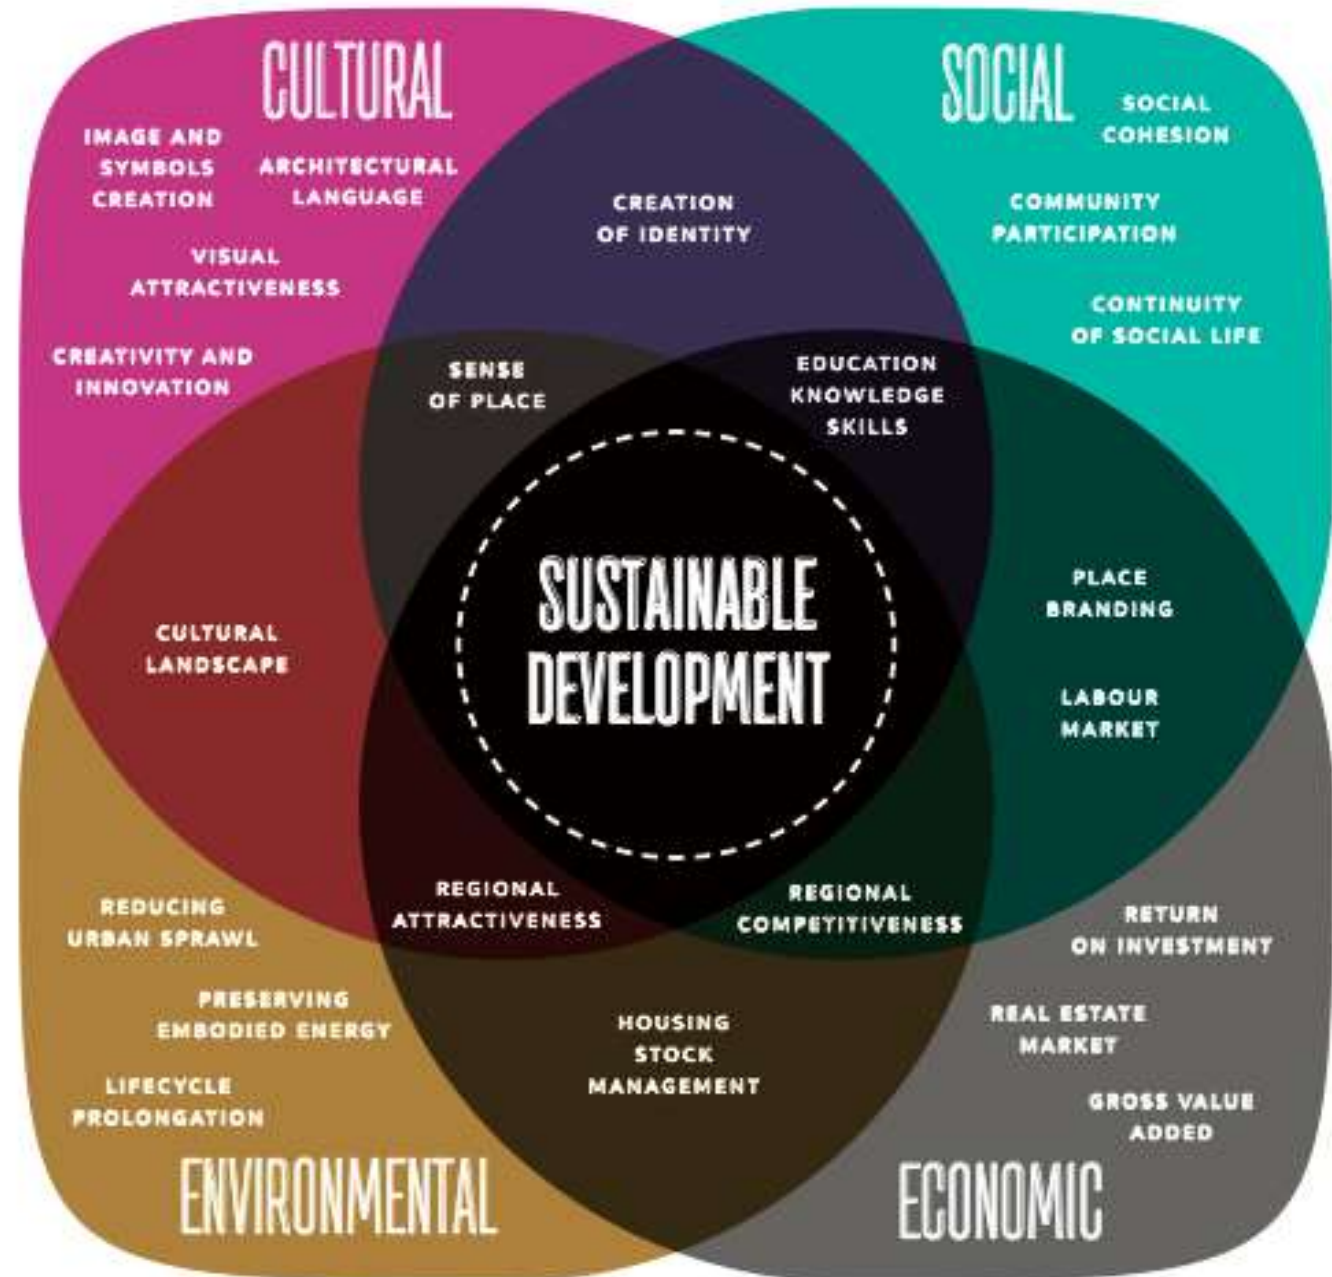 CULTURAL
IMAGE AND
SYMBOLS
CREATION
ARCHITECTURAL
LANGUAGE
VISUAL
ATTRACTIVENESS
CREATIVITY AND
INNOVATION
CREATION
OF IDENTITY
SOCIAL
SOCIAL
COHESION
COMMUNITY
PARTICIPATION
CONTINUITY
OF SOCIAL LIFE
SENSE
OF PLACE
EDUCATION
KNOWLEDGE
SKILLS
CULTURAL
LANDSCAPE
SUSTAINABLE
DEVELOPMENT
PLACE
BRANDING
LABOUR
MARKET
REGIONAL
ATTRACTIVENESS
REGIONAL
COMPETITIVENESS
REDUCING
URBAN SPRAWL
PRESERVING
EMBODIED ENERGY
LIFECYCLE
PROLONGATION
ENVIRONMENTAL
HOUSING
STOCK
MANAGEMENT
RETURN
ON INVESTMENT
REAL ESTATE
MARKET
GROSS VALUE
ADDED
ECONOMIC